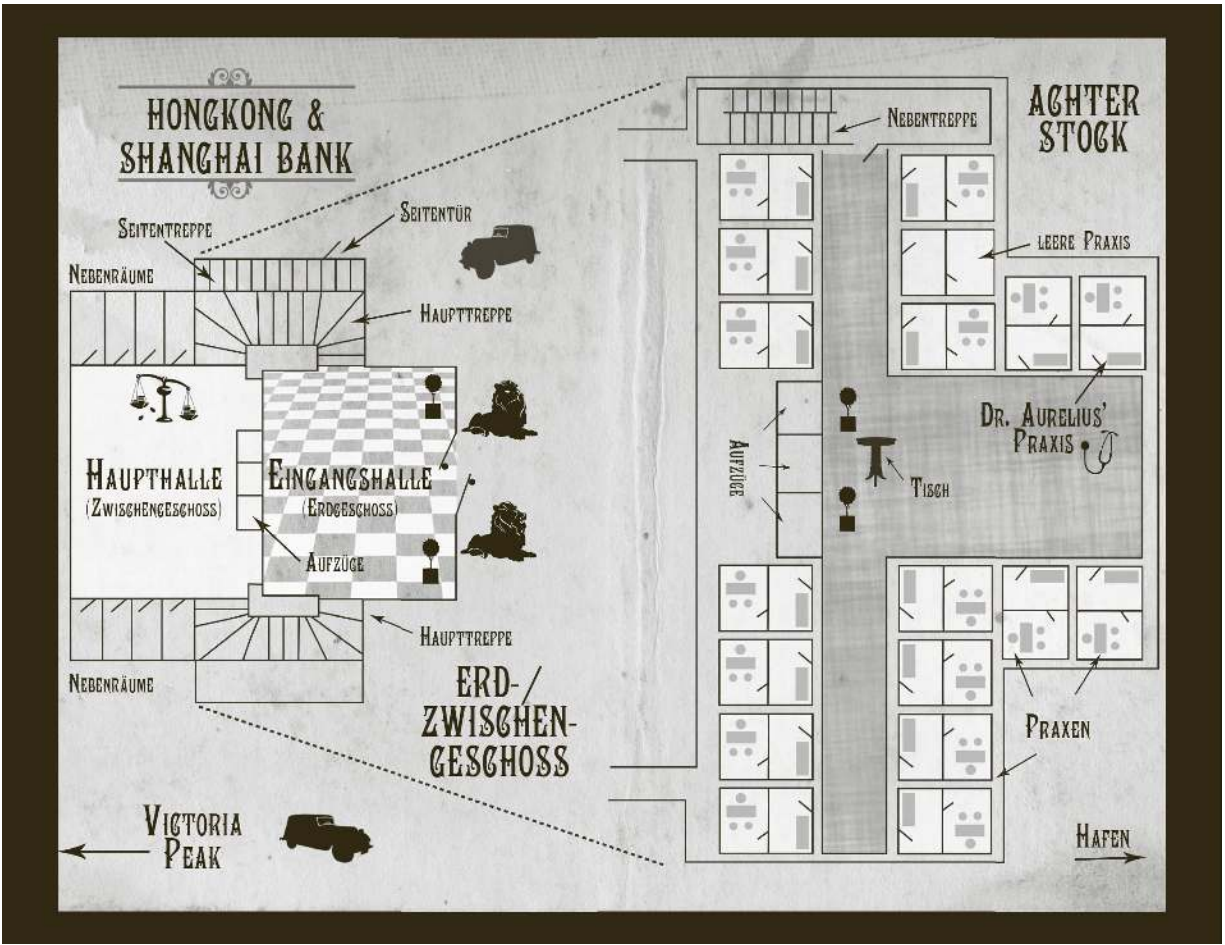 HONGKONG &
SHANGHAI BANK
SEITENTREPPE
SEITENTÜR
NEBENRÄUME
HAUPTTREPPE
HAUPTHALLE
(ZWISCHENGESCHOSS)
EINGANGSHALLE
(ERDGESCHOSS)
AUFZÜGE
HAUPTTREPPE
NEBENRÄUME
ERD-/
ZWISCHEN-
GESCHOSS
VICTORIA
PEAK
ACHTER
STOCK
NEBENTREPPE
LEERE PRAXIS
DR. AURELIUS'
PRAXIS
AUFZÜGE
TISCH
PRAXEN
HAFEN